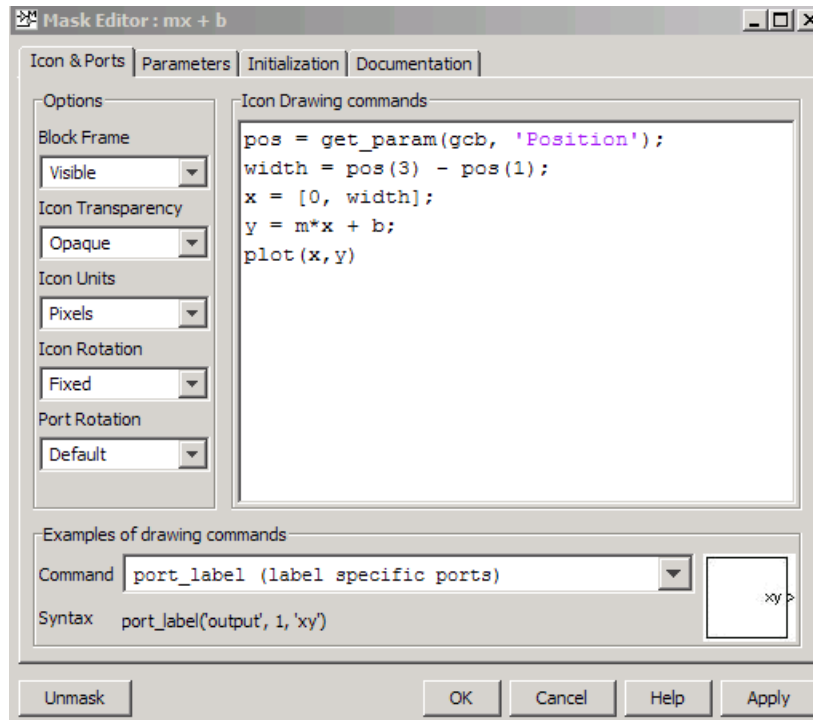 Mask Editor : mx + b
Icon & Ports Parameters Initialization Documentation
Options
Block Frame
Visible
Icon Transparency
Opaque
Icon Units
Pixels
Icon Rotation
Fixed
Port Rotation
Default
Icon Drawing commands
pos = get_param(gcb, 'Position');
width = pos(3) - pos(1);
x = [0, width];
y = m*x + b;
plot(x,y)
Examples of drawing commands
Command port_label (label specific ports)
Syntax port_label('output', 1, 'xy')
xy
Unmask OK Cancel Help Apply